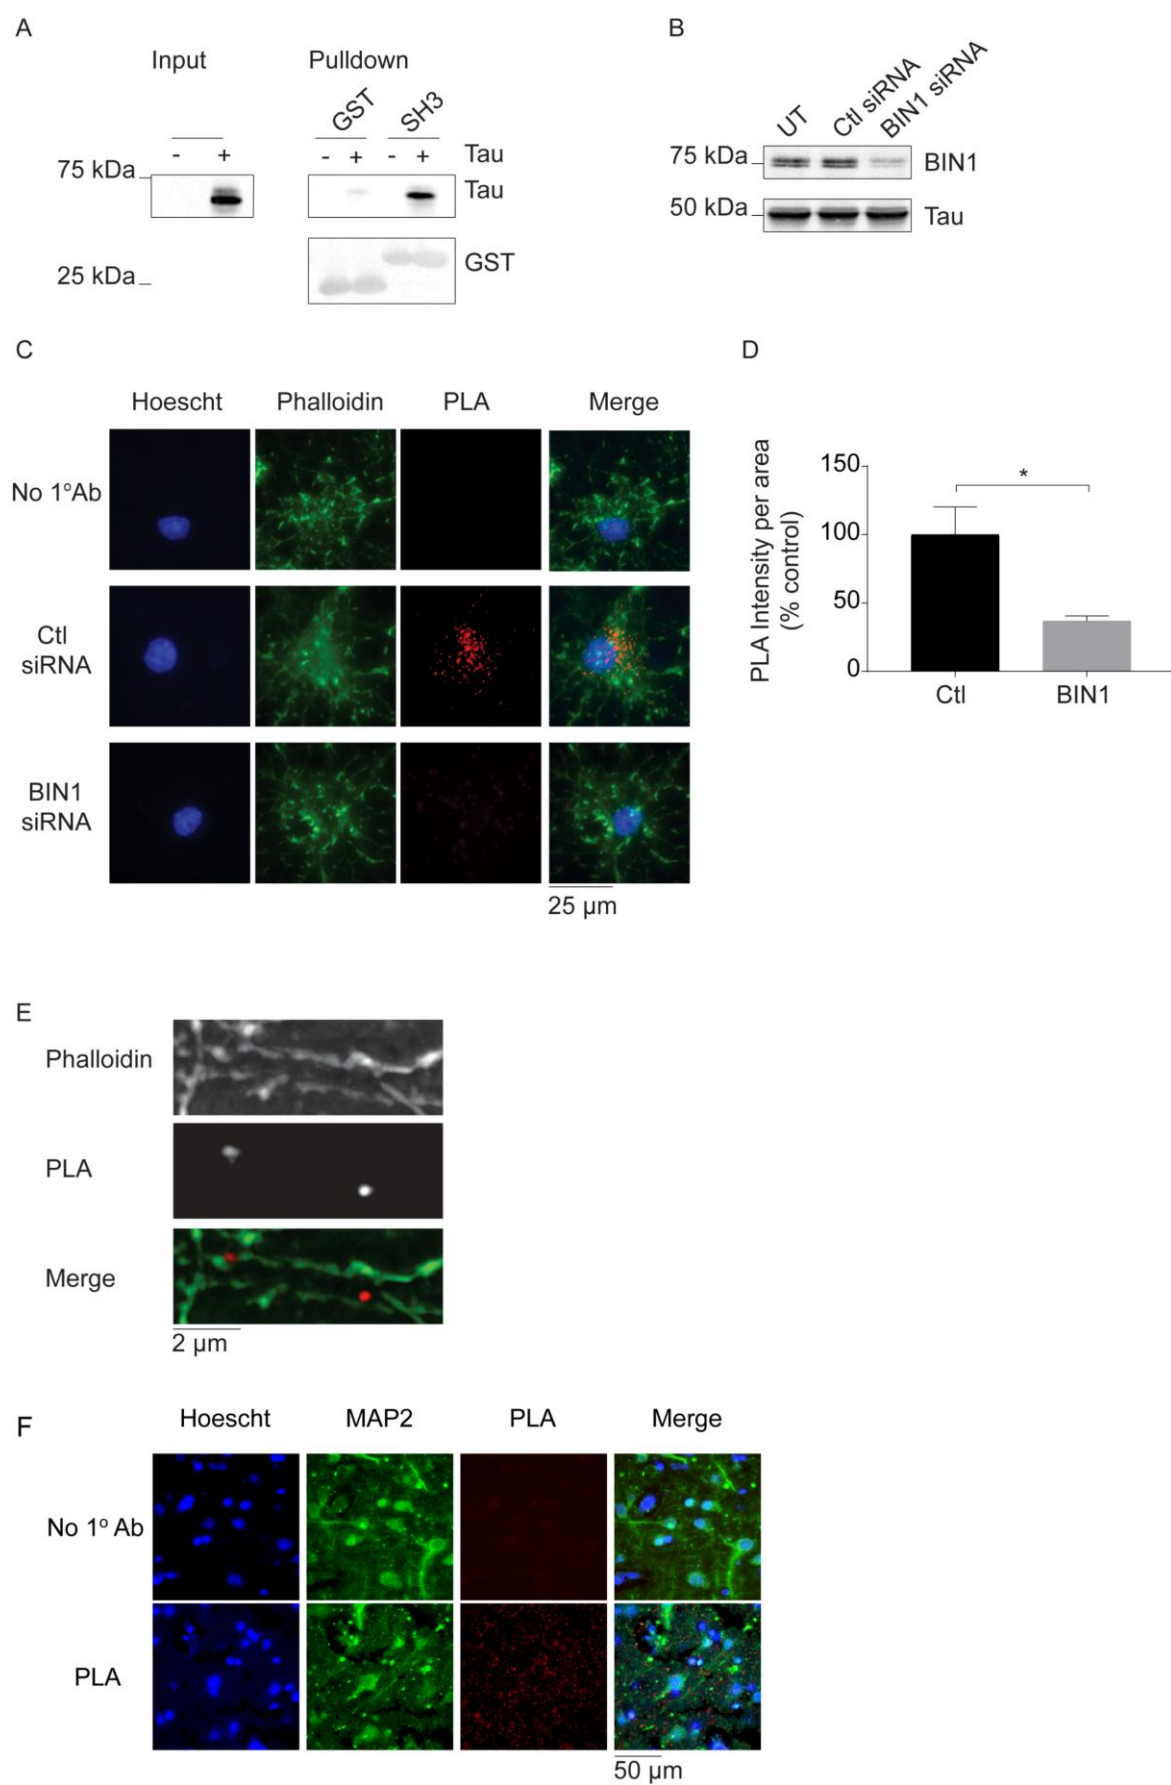 A
Input
Pulldown
GST
SH3
- +
- + - +
Tau
75 kDa
Tau
25 kDa
GST
B
UT
Ctl siRNA
BIN1 siRNA
75 kDa
BIN1
50 kDa
Tau
C
Hoescht Phalloidin PLA Merge
No 1°Ab
Ctl
siRNA
BIN1
siRNA
25 µm
D
PLA Intensity per area
(% control)
150
100
50
0
*
Ctl BIN1
E
Phalloidin
PLA
Merge
2 µm
F
Hoescht MAP2 PLA Merge
No 1° Ab
PLA
50 µm